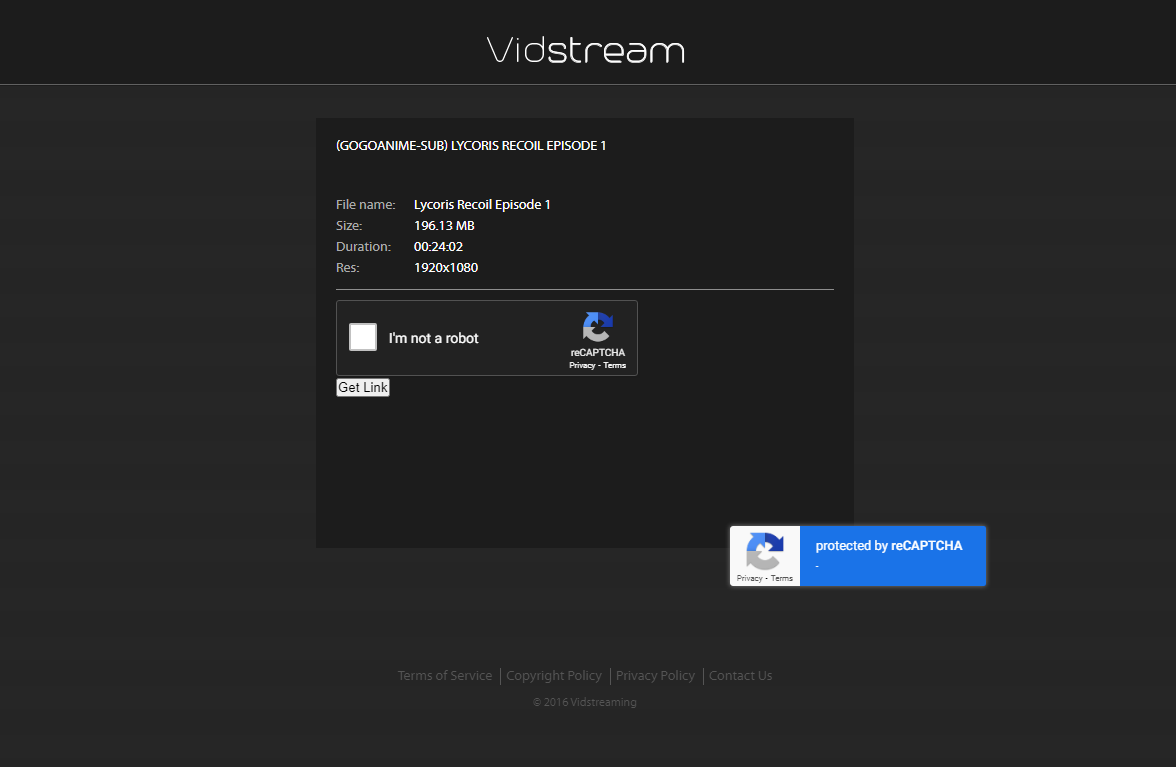 Vidstream
(GOGOANIME-SUB) LYCORIS RECOIL EPISODE 1
File name: Lycoris Recoil Episode 1
Size: 196.13 MB
Duration: 00:24:02
Res: 1920x1080
I'm not a robot
reCAPTCHA
Privacy - Terms
Get Link
protected by reCAPTCHA
-
Privacy - Terms
Terms of Service | Copyright Policy | Privacy Policy | Contact Us
© 2016 Vidstreaming